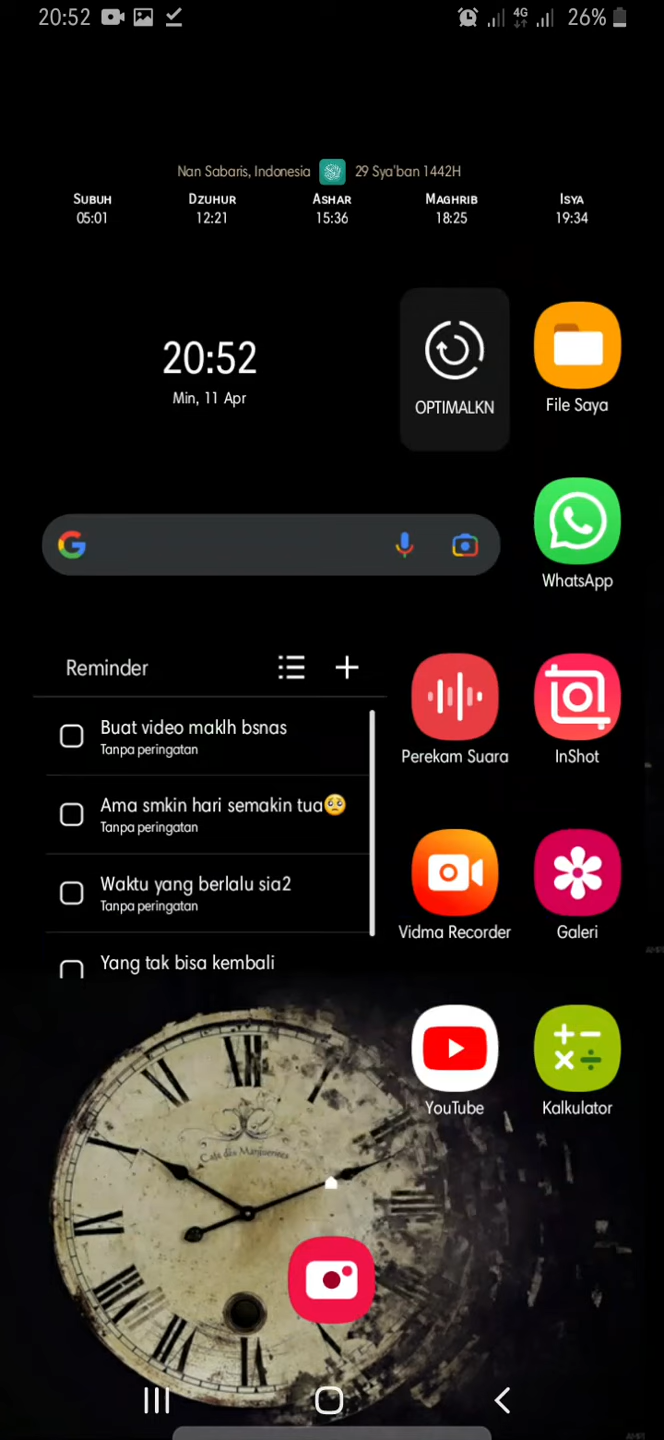 20:52
4G
26%
Nan Sabaris, Indonesia 29 Sya'ban 1442H
SUBUH DZUHUR ASHAR MAGHRIB ISYA
05:01 12:21 15:36 18:25 19:34
20:52
Min, 11 Apr
OPTIMALKN
File Saya
WhatsApp
Reminder
Buat video maklh bsnas
Tanpa peringatan
Ama smkin hari semakin tua🥺
Tanpa peringatan
Waktu yang berlalu sia2
Tanpa peringatan
Yang tak bisa kembali
Perekam Suara
InShot
Vidma Recorder
Galeri
YouTube
Kalkulator